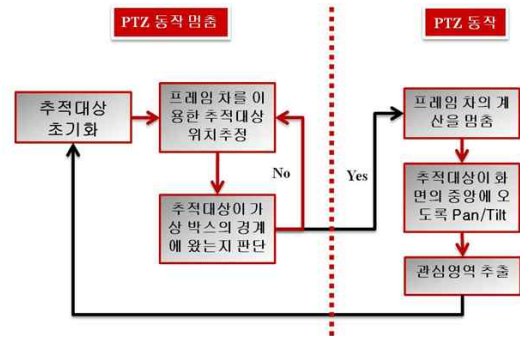 PTZ 동작 멈춤
PTZ 동작
추적대상
초기화
프레임 차를 이
용한 추적대상
위치추정
No
추적대상이 가
상 박스의 경계
에 왔는지 판단
Yes
프레임 차의 계
산을 멈춤
추적대상이 화
면의 중앙에 오
도록 Pan/Tilt
관심영역 추출